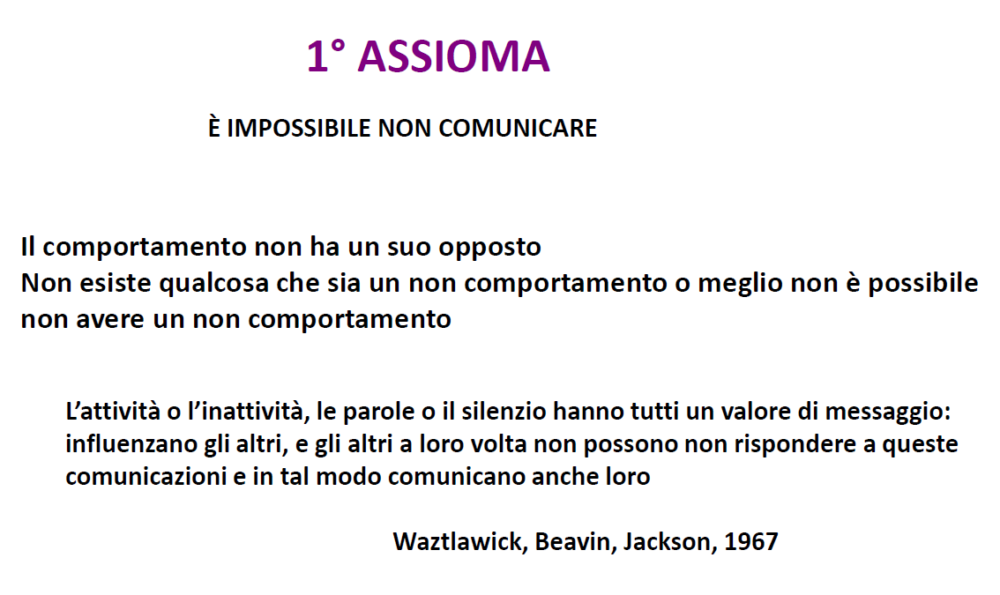 1° ASSIOMA
È IMPOSSIBILE NON COMUNICARE
Il comportamento non ha un suo opposto
Non esiste qualcosa che sia un non comportamento o meglio non è possibile
non avere un non comportamento
L’attività o l’inattività, le parole o il silenzio hanno tutti un valore di messaggio:
influenzano gli altri, e gli altri a loro volta non possono non rispondere a queste
comunicazioni e in tal modo comunicano anche loro
Waztlawick, Beavin, Jackson, 1967